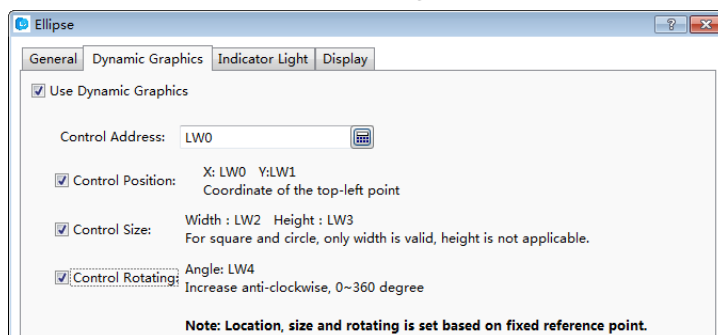 Ellipse
General Dynamic Graphics Indicator Light Display
Use Dynamic Graphics
Control Address: LW0
Control Position: X: LW0 Y:LW1
Coordinate of the top-left point
Control Size: Width : LW2 Height : LW3
For square and circle, only width is valid, height is not applicable.
Control Rotating: Angle: LW4
Increase anti-clockwise, 0~360 degree
Note: Location, size and rotating is set based on fixed reference point.